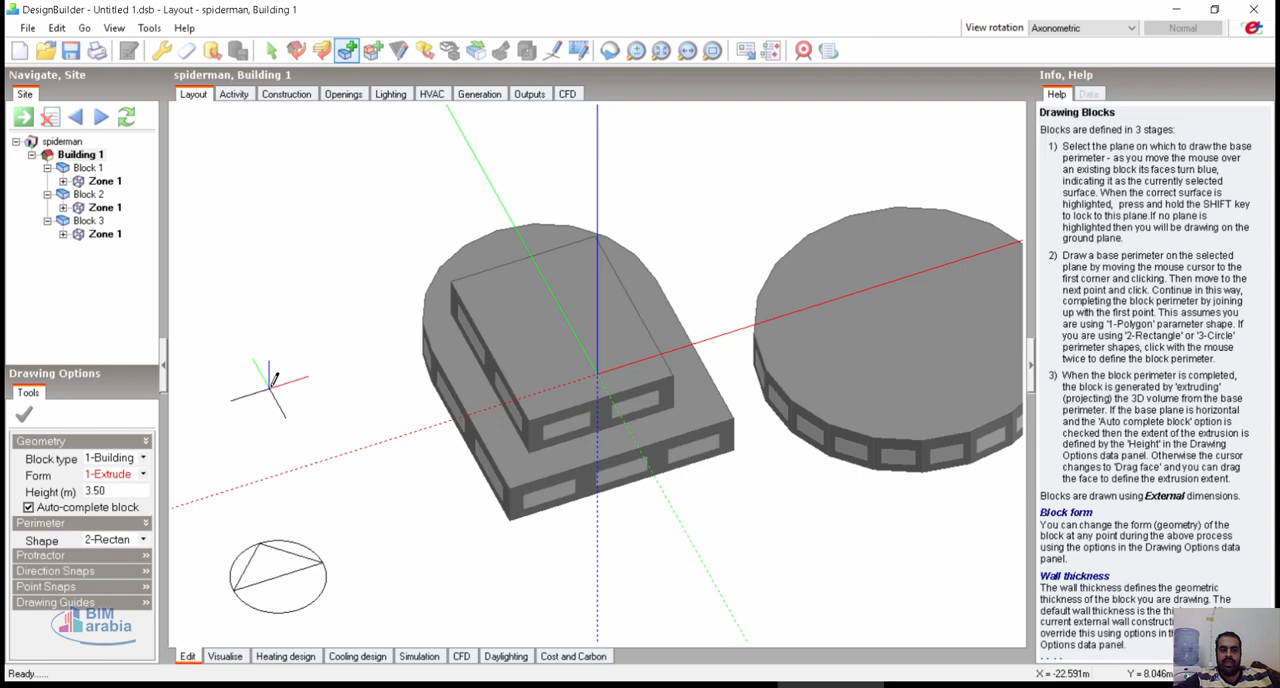 DesignBuilder - Untitled 1.dsb - Layout - spiderman, Building 1
File Edit Go View Tools Help
View rotation Axonometric Normal
Navigate, Site
Site
spiderman
Building 1
Block 1
Zone 1
Block 2
Zone 1
Block 3
Zone 1
Drawing Options
Tools
Geometry
Block type 1-Building
Form 1-Extrude
Height (m) 3.50
Auto-complete block
Perimeter
Shape 2-Rectan
Protractor
Direction Snaps
Point Snaps
Drawing Guides
BIM
arabia
spiderman, Building 1
Layout Activity Construction Openings Lighting HVAC Generation Outputs CFD
Edit Visualise Heating design Cooling design Simulation CFD Daylighting Cost and Carbon
Info, Help
Help Data
Drawing Blocks
Blocks are defined in 3 stages:
1) Select the plane on which to draw the base
perimeter - as you move the mouse over
an existing block its faces turn blue,
indicating it as the currently selected
surface. When the correct surface is
highlighted, press and hold the SHIFT key
to lock to this plane.If no plane is
highlighted then you will be drawing on the
ground plane.
2) Draw a base perimeter on the selected
plane by moving the mouse cursor to the
first corner and clicking. Then move to the
next point and click. Continue in this way,
completing the block perimeter by joining
up with the first point. This assumes you
are using '1-Polygon' parameter shape. If
you are using '2-Rectangle' or '3-Circle'
perimeter shapes, click with the mouse
twice to define the block perimeter.
3) When the block perimeter is completed,
the block is generated by 'extruding'
(projecting) the 3D volume from the base
perimeter. If the base plane is horizontal
and the 'Auto complete block' option is
checked then the extent of the extrusion is
defined by the 'Height' in the Drawing
Options data panel. Otherwise the cursor
changes to 'Drag face' and you can drag
the face to define the extrusion extent.
Blocks are drawn using External dimensions.
Block form
You can change the form (geometry) of the
block at any point during the above process
using the options in the Drawing Options data
panel.
Wall thickness
The wall thickness defines the geometric
thickness of the block you are drawing. The
default wall thickness is the
current external wall
override this using options in
Options data panel.
Ready......
X = -22.591m Y = 8.046m